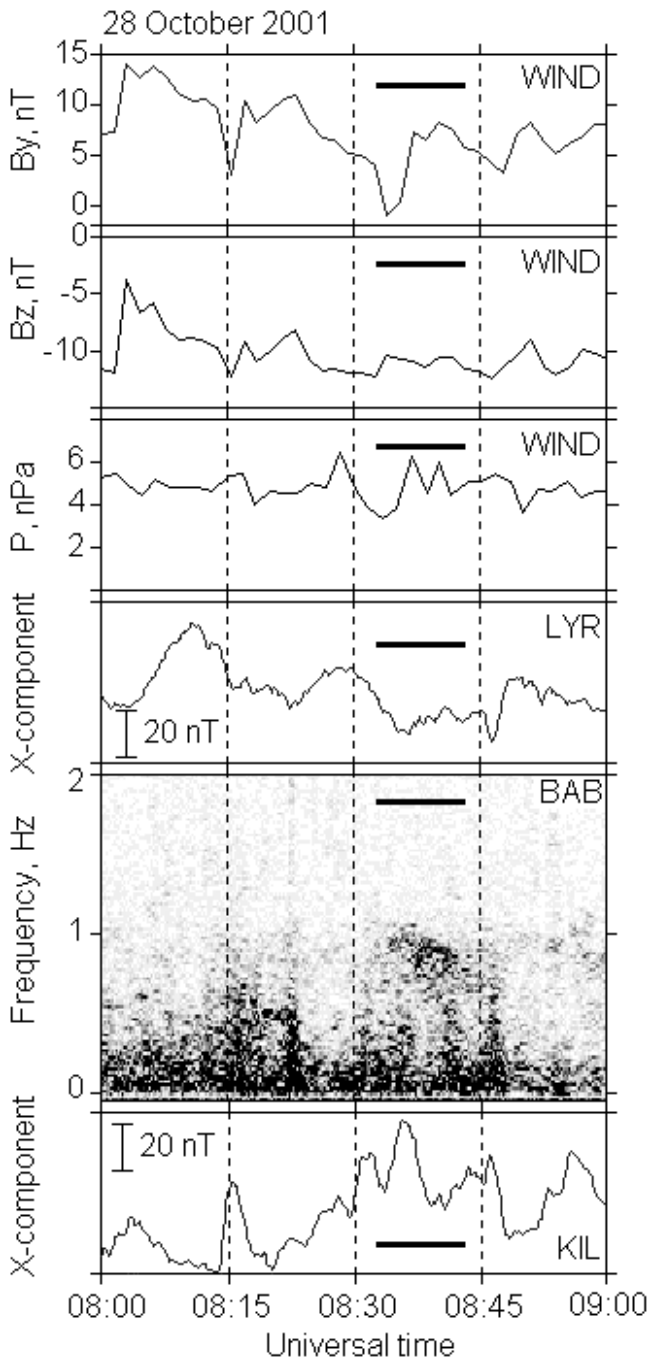 28 October 2001
By, nT
15
10
5
0
WIND
Bz, nT
0
0
-5
-10
WIND
P, nPa
6
4
2
WIND
X-component
LYR
20 nT
Frequency, Hz
2
1
0
BAB
X-component
20 nT
KIL
08:00 08:15 08:30 08:45 09:00
Universal time